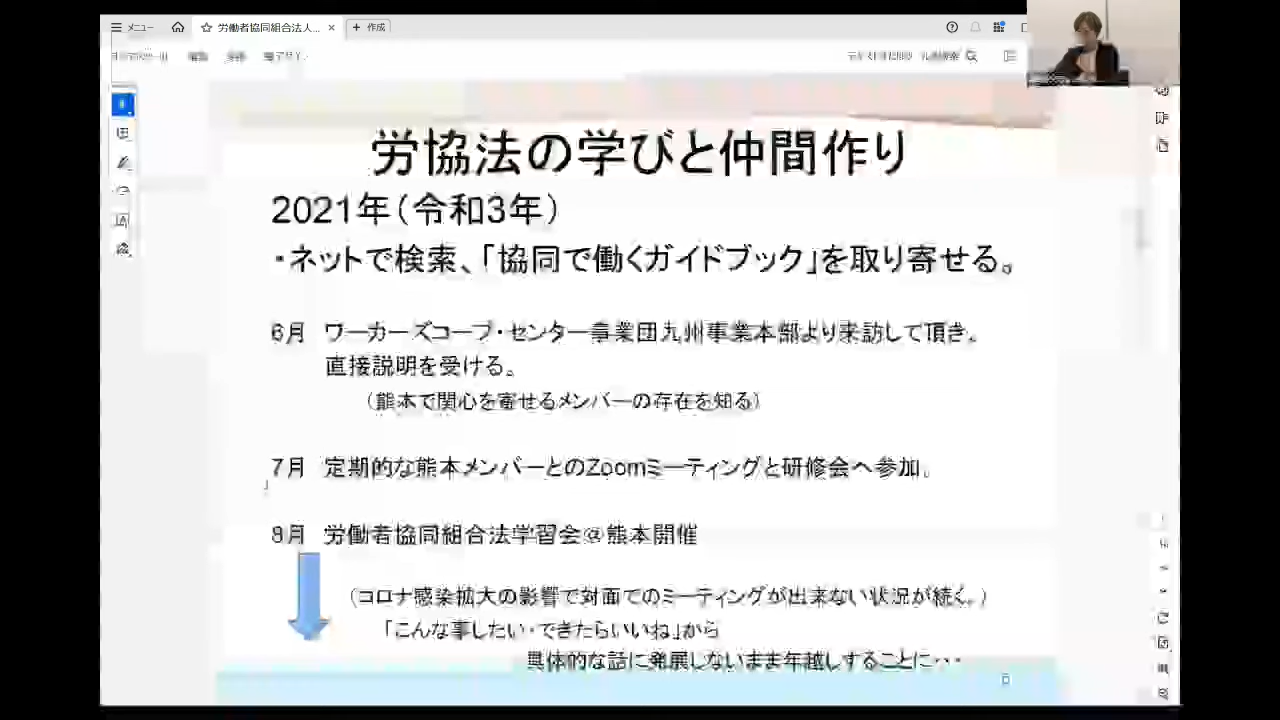 メニュー
労働者協同組合法人...
作成
労協法の学びと仲間作り
2021年（令和3年）
・ネットで検索、「協同で働くガイドブック」を取り寄せる。
6月 ワーカーズコープ・センター事業団九州事業本部より来訪して頂き、
直接説明を受ける。
（熊本で関心を寄せるメンバーの存在を知る）
7月 定期的な熊本メンバーとのZoomミーティングと研修会へ参加。
労働者協同組合法学習会@熊本開催
（コロナ感染拡大の影響で対面でのミーティングが出来ない状況が続く。）
「こんな事したい・できたらいいね」から
具体的な話に発展しないまま年越しすることに・・・